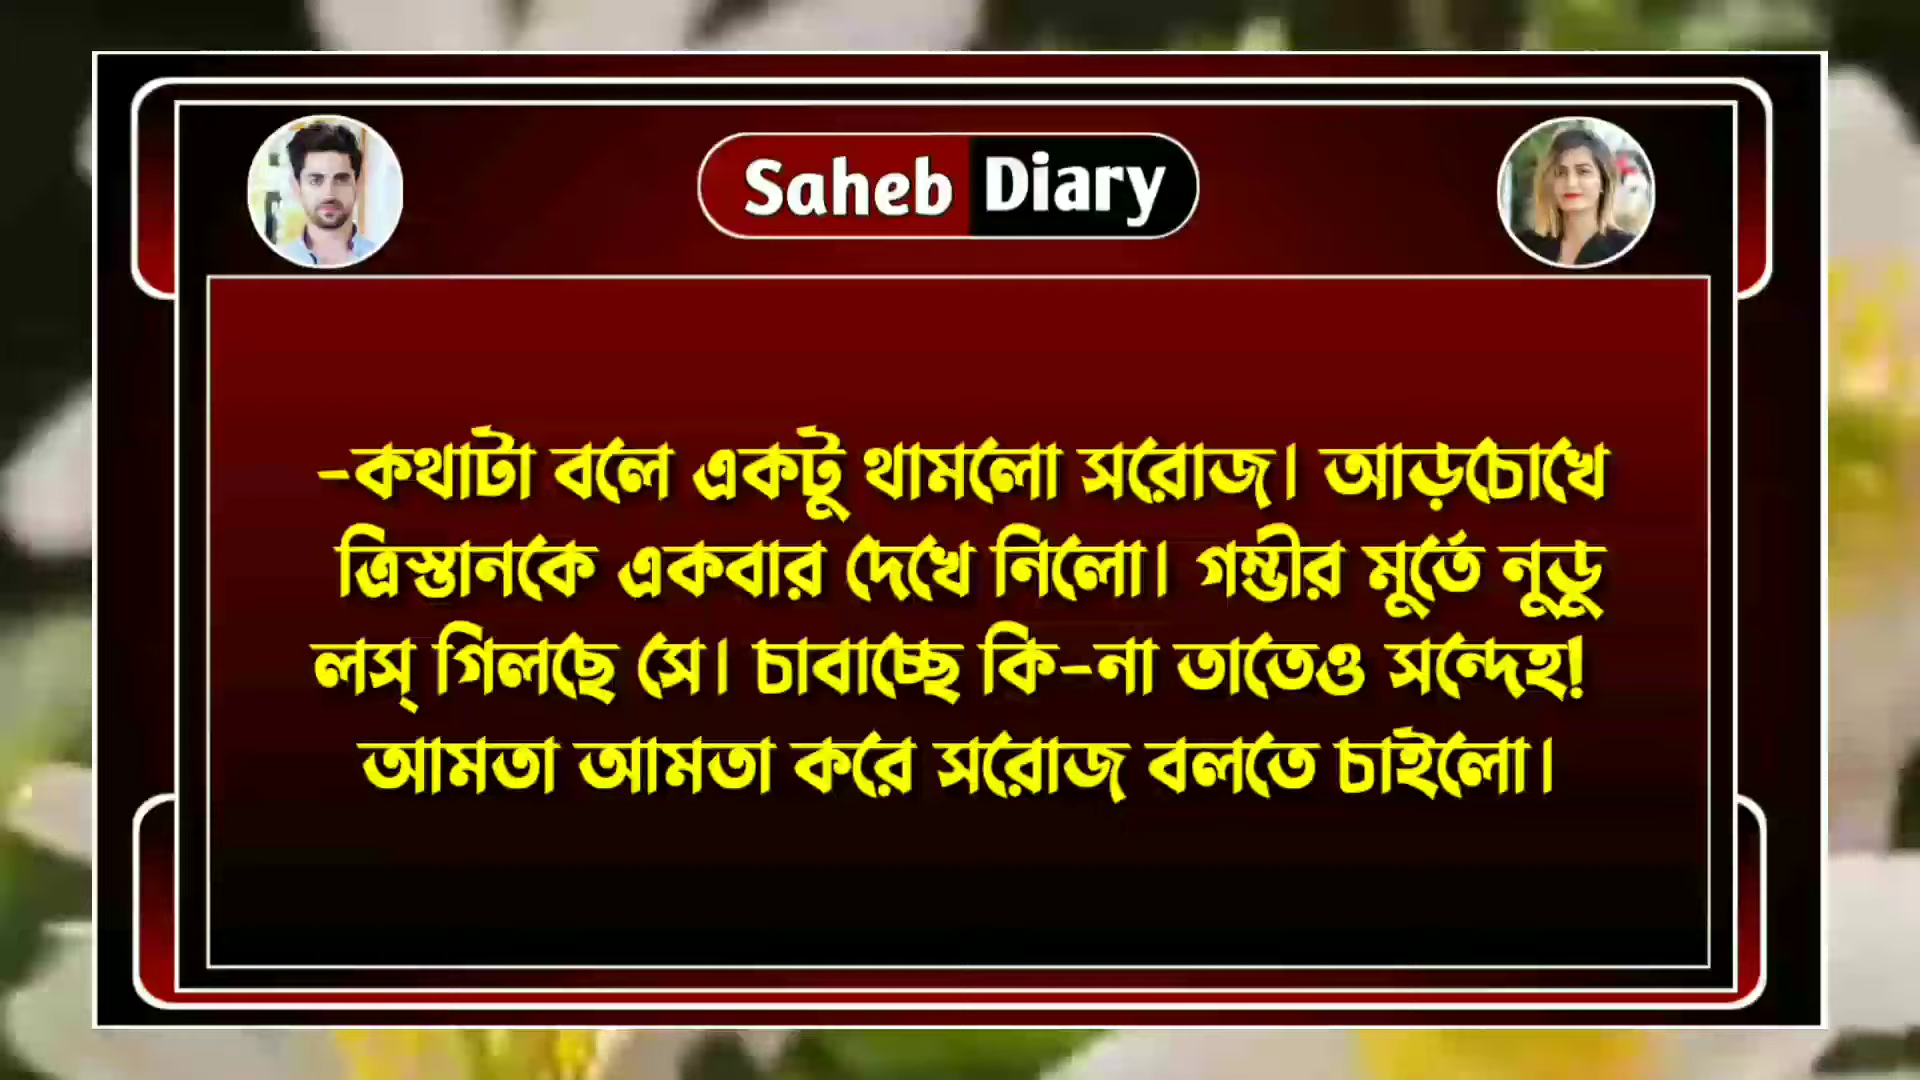 Saheb Diary
-কথাটা বলে একটু থামলো সরোজ। আড়চোখে
ত্রিস্তানকে একবার দেখে নিলো। গম্ভীর মুর্তে নুডু
লস্ গিলছে সে। চাবাচ্ছে কি-না তাতেও সন্দেহ!
আমতা আমতা করে সরোজ বলতে চাইলো।